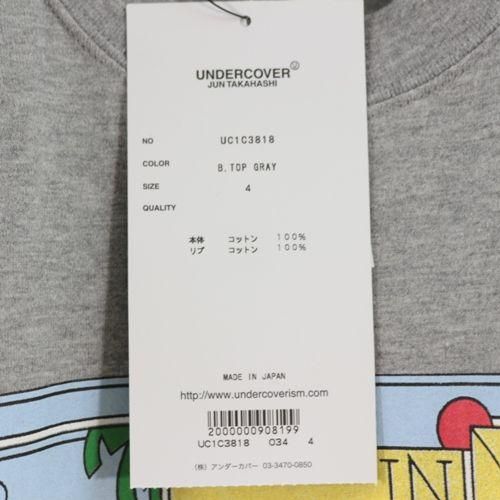 UNDERCOVER
JUN TAKAHASHI
NO UC1C3818
COLOR B.TOP GRAY
SIZE 4
QUALITY
本体 コットン 100%
リブ コットン 100%
MADE IN JAPAN
http://www.undercoverism.com
2000000908199
UC1C3818 034 4
(株) アンダーカバー 03-3470-0850